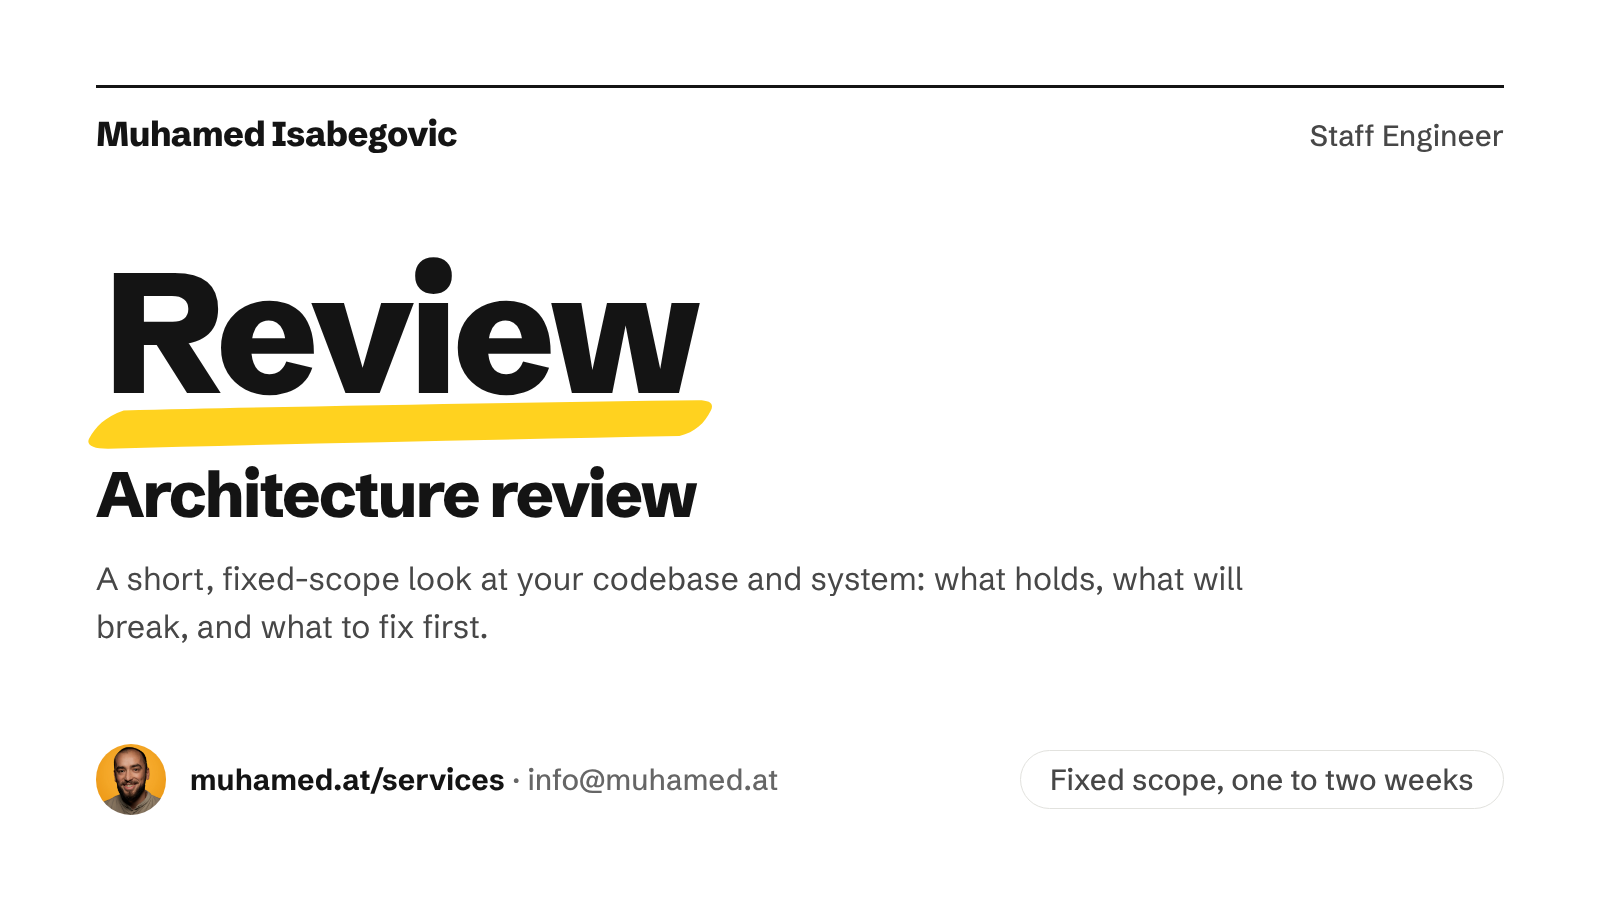 Muhamed Isabegovic
Staff Engineer
Review
Architecture review
A short, fixed-scope look at your codebase and system: what holds, what will
break, and what to fix first.
muhamed.at/services · info@muhamed.at
Fixed scope, one to two weeks